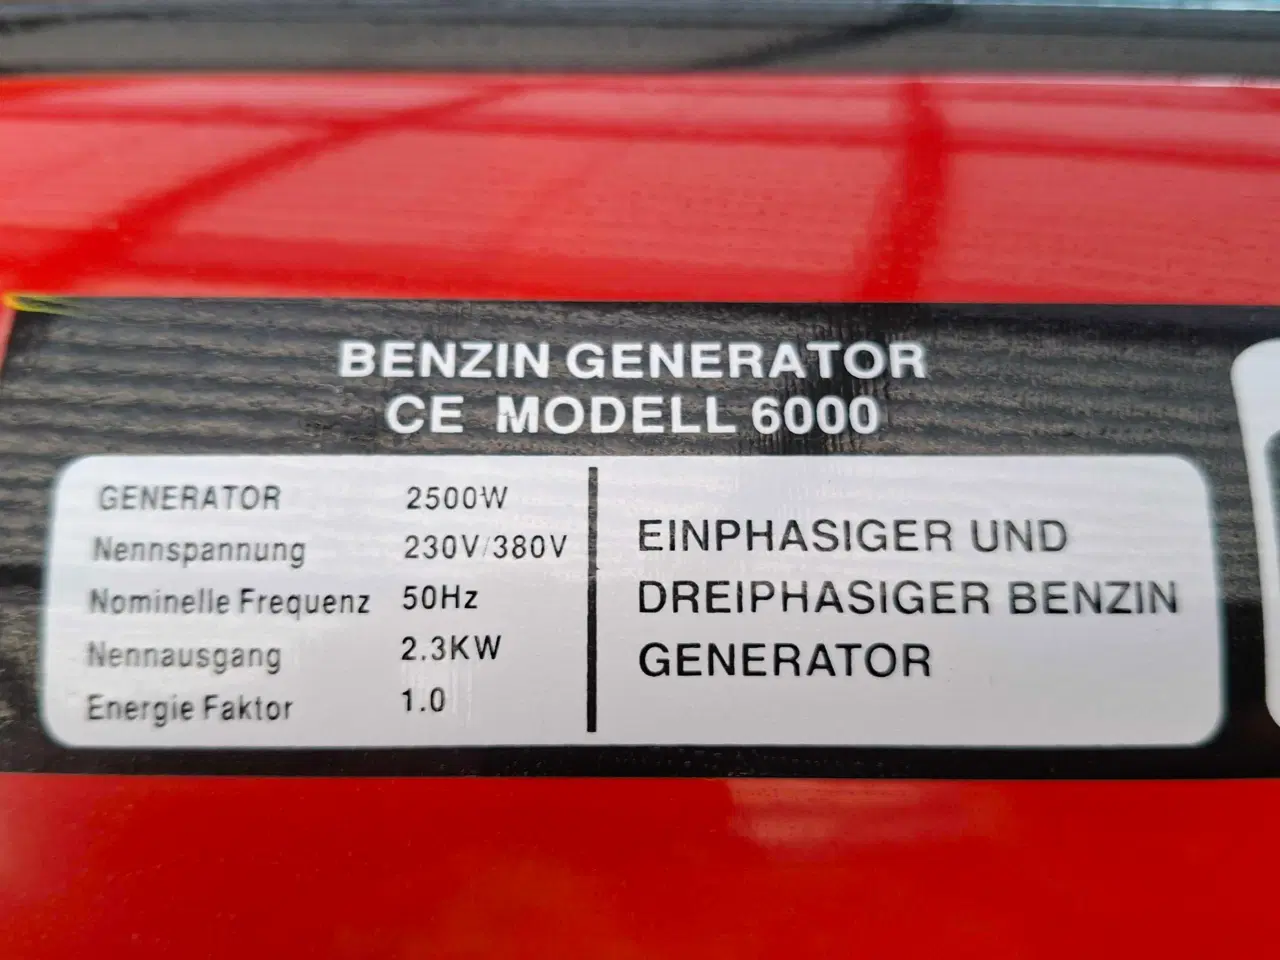 BENZIN GENERATOR
CE MODELL 6000
GENERATOR 2500W
Nennspannung 230V/380V
Nominelle Frequenz 50Hz
Nennausgang 2.3KW
Energie Faktor 1.0
EINPHASIGER UND
DREIPHASIGER BENZIN
GENERATOR